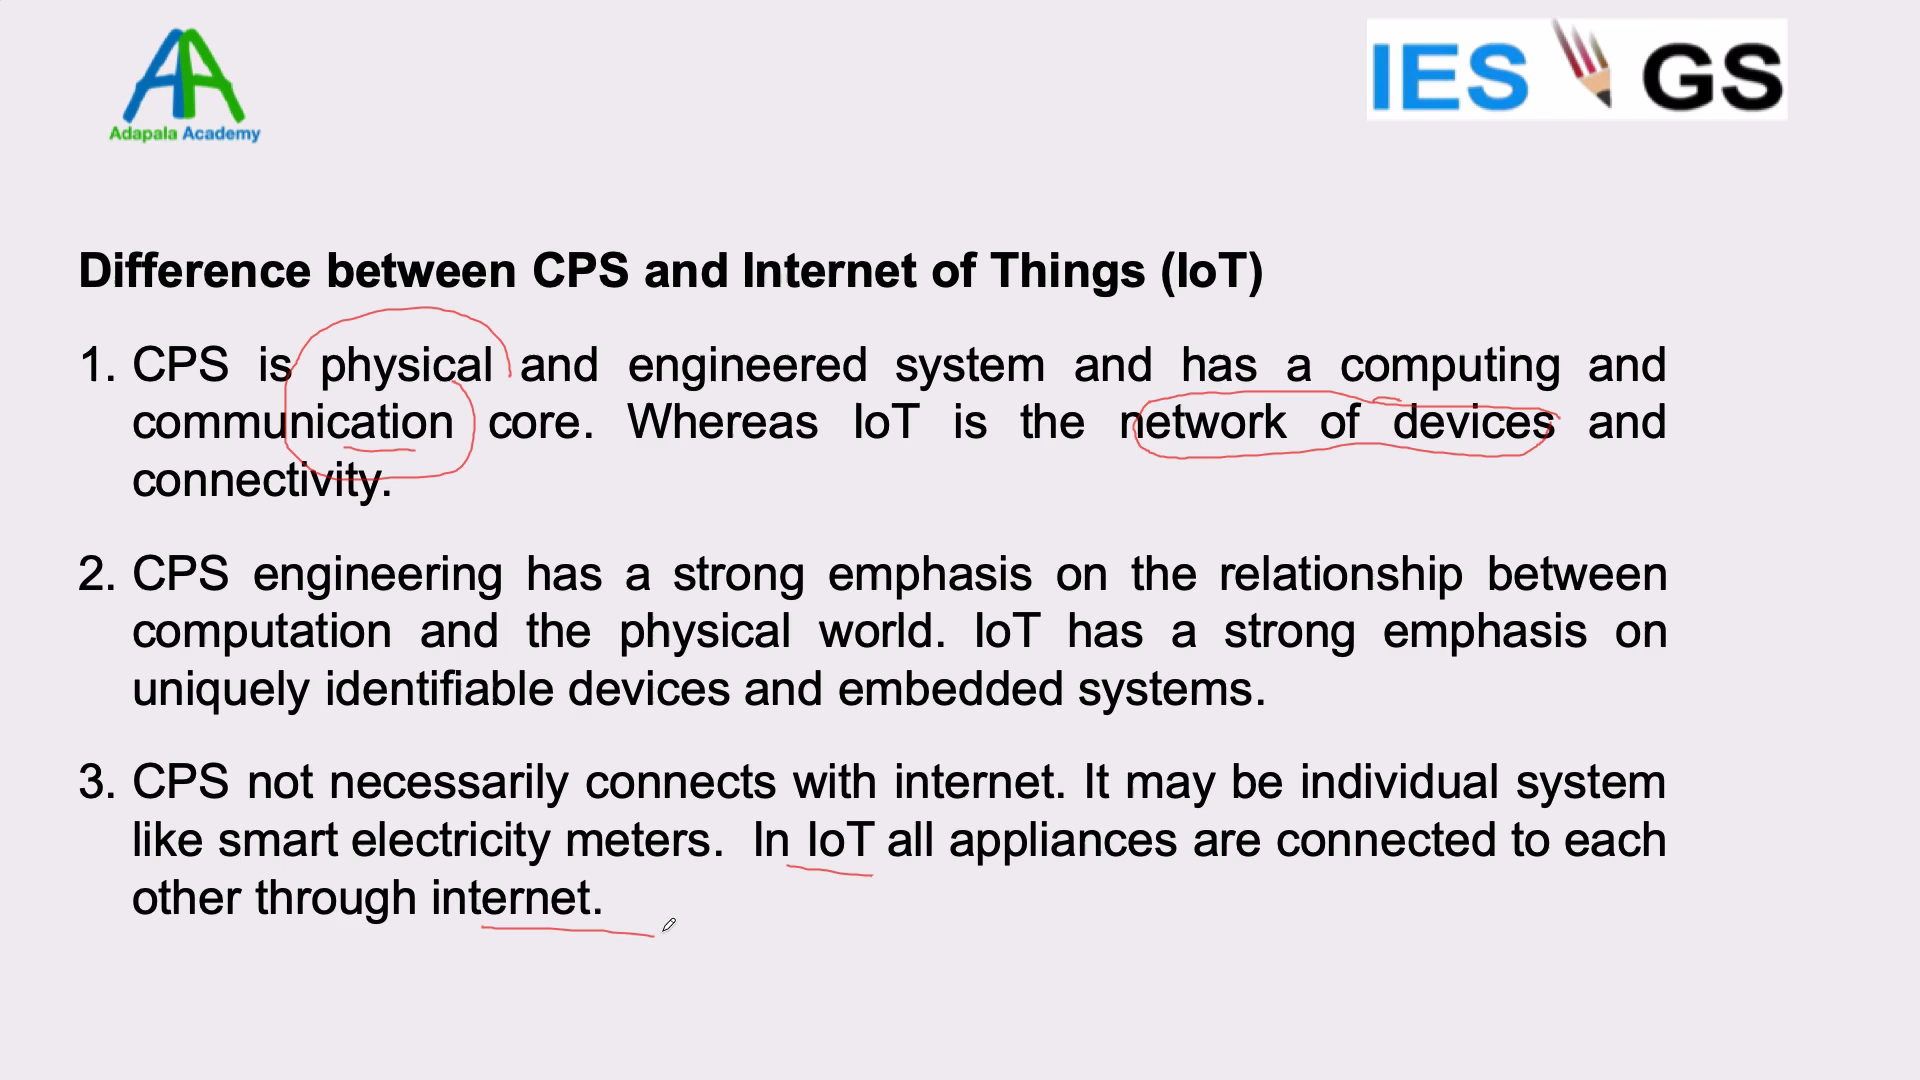 Adapala Academy
IES GS
Difference between CPS and Internet of Things (IoT)
1. CPS is physical and engineered system and has a computing and
communication core. Whereas IoT is the network of devices and
connectivity.
2. CPS engineering has a strong emphasis on the relationship between
computation and the physical world. IoT has a strong emphasis on
uniquely identifiable devices and embedded systems.
3. CPS not necessarily connects with internet. It may be individual system
like smart electricity meters. In IoT all appliances are connected to each
other through internet.